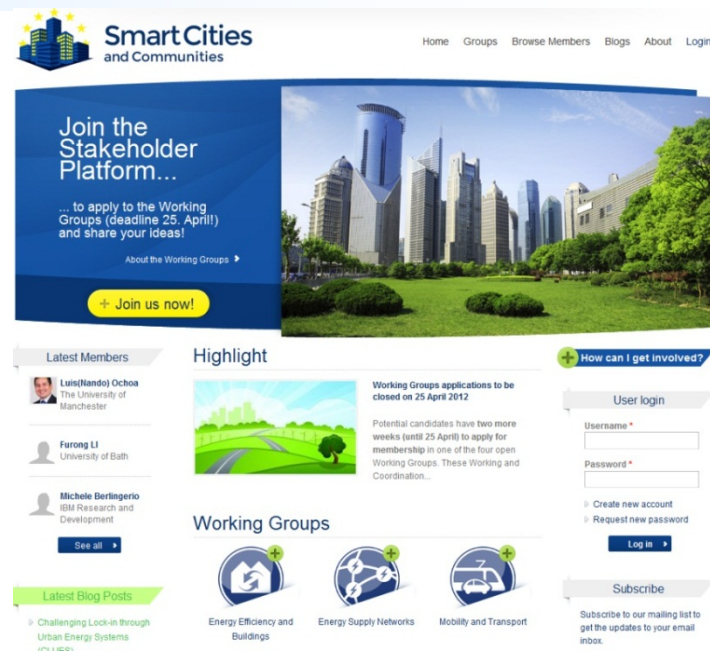 Smart Cities
and Communities
Home Groups Browse Members Blogs About Login
Join the
Stakeholder
Platform...
... to apply to the Working
Groups (deadline 25. April!)
and share your ideas!
About the Working Groups
+ Join us now!
Latest Members
Luis(Nando) Ochoa
The University of
Manchester
Furong LI
University of Bath
Michele Berlingerio
IBM Research and
Development
See all
Latest Blog Posts
Challenging Lock-in through
Urban Energy Systems
(CLUES)
Highlight
Working Groups applications to be
closed on 25 April 2012
Potential candidates have two more
weeks (until 25 April) to apply for
membership in one of the four open
Working Groups. These Working and
Coordination...
Working Groups
Energy Efficiency and
Buildings
Energy Supply Networks
Mobility and Transport
+ How can I get involved?
User login
Username *
Password *
Create new account
Request new password
Log in
Subscribe
Subscribe to our mailing list to
get the updates to your email
inbox.